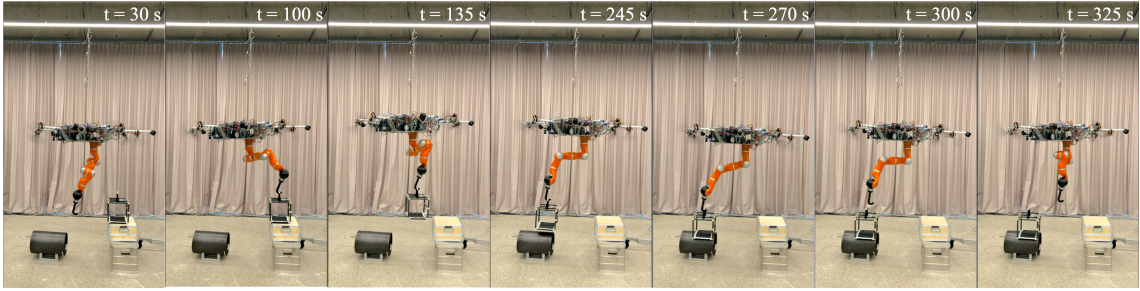 t = 30 s
t = 100 s
t = 135 s
t = 245 s
t = 270 s
t = 300 s
t = 325 s